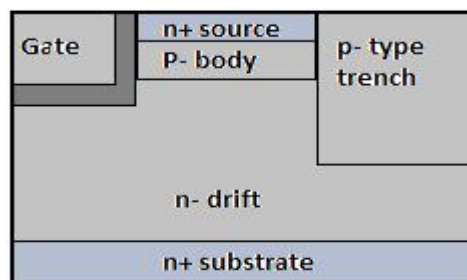 Gate
n+ source
P- body
p- type
trench
n- drift
n+ substrate